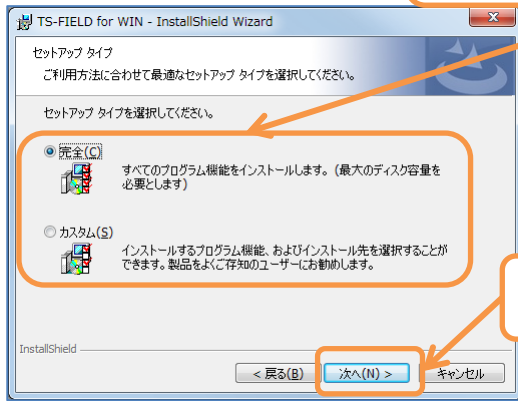 TS-FIELD for WIN - InstallShield Wizard
セットアップ タイプ
ご利用方法に合わせて最適なセットアップ タイプを選択してください。
セットアップ タイプを選択してください。
完全(C)
すべてのプログラム機能をインストールします。(最大のディスク容量を
必要とします)
カスタム(S)
インストールするプログラム機能、およびインストール先を選択することが
できます。製品をよくご存知のユーザーにお勧めします。
InstallShield
< 戻る(B) 次へ(N) > キャンセル